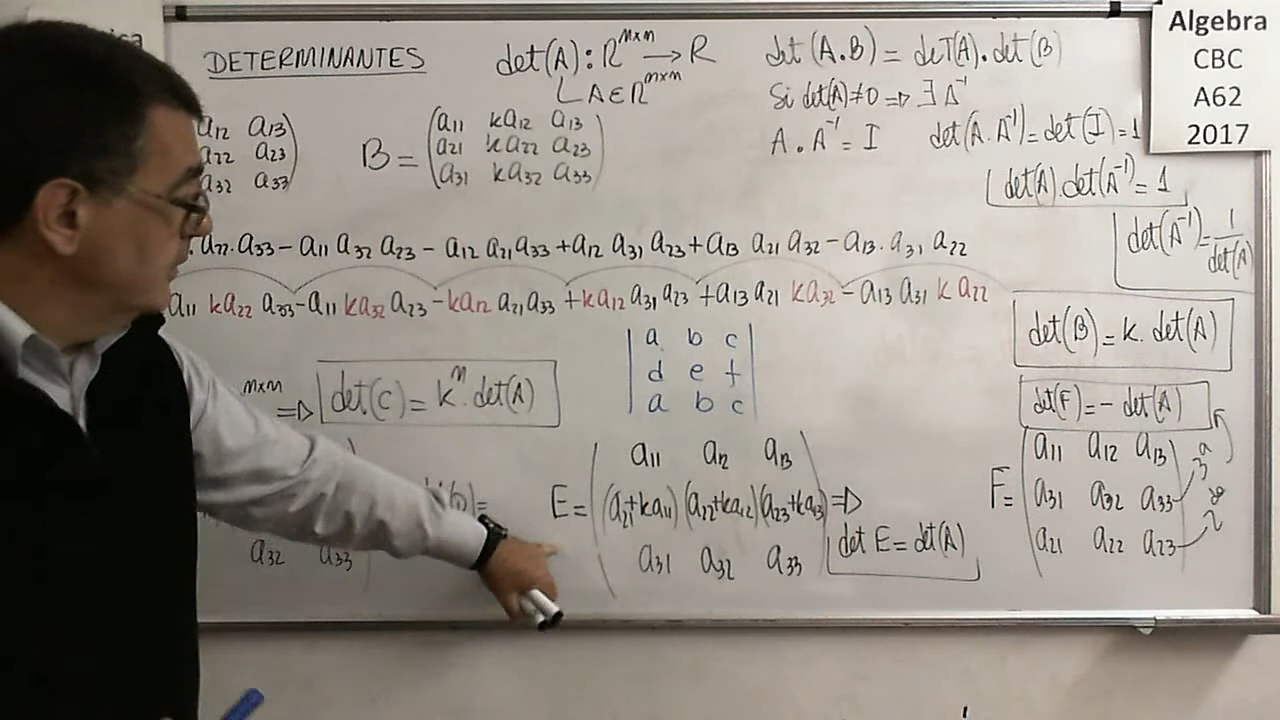 DETERMINANTES
det(A): R^{m×m} → R
A ∈ R^{m×m}
det(A.B) = deT(A).det(B)
Si det(A)≠0 => ∃ A^{-1}
A . A^{-1} = I
det(A.A^{-1}) = det(I) = 1
det(A).det(A^{-1}) = 1
det(A^{-1}) = 1/det(A)
Algebra
CBC
A62
2017
a12 a13
a22 a23
a32 a33
B =
a11 ka12 a13
a21 ka22 a23
a31 ka32 a33
. a22.a33 - a11 a32 a23 - a12 a21 a33 + a12 a31 a23 + a13 a21 a32 - a13.a31 a22
a11 ka22 a33 - a11 ka32 a23 - ka12 a21 a33 + ka12 a31 a23 + a13 a21 ka32 - a13 a31 k a22
det(B) = k.det(A)
m×m => det(C) = k^n.det(A)
a b c
d e f
a b c
det(F) = - det(A)
E =
a11 a12 a13
(a21+ka11) (a22+ka12) (a23+ka13) =>
a31 a32 a33
det E = det(A)
F =
a11 a12 a13
a31 a32 a33
a21 a22 a23
a32 a33